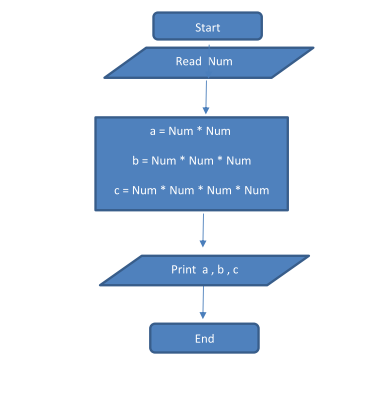 Start
Read Num
a = Num * Num
b = Num * Num * Num
c = Num * Num * Num * Num
Print a , b , c
End